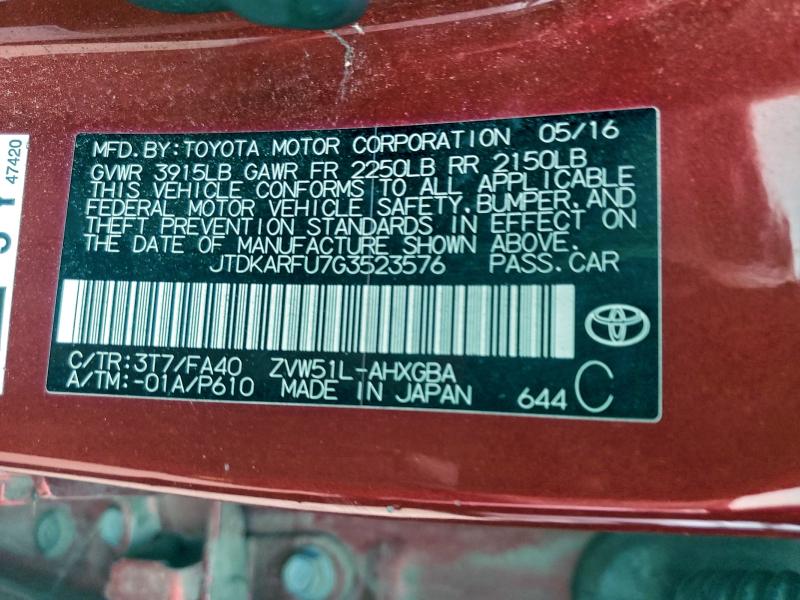 MFD. BY: TOYOTA MOTOR CORPORATION 05/16
GVWR 3915LB GAWR FR 2250LB RR 2150LB
THIS VEHICLE CONFORMS TO ALL APPLICABLE
FEDERAL MOTOR VEHICLE SAFETY, BUMPER, AND
THEFT PREVENTION STANDARDS IN EFFECT ON
THE DATE OF MANUFACTURE SHOWN ABOVE.
JTDKARFU7G3523576 PASS. CAR
C/TR: 3T7/FA40 ZVW51L-AHXGBA
A/TM: -01A/P610 MADE IN JAPAN 644 C
47420